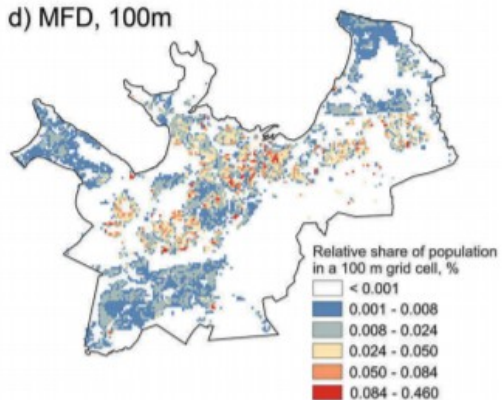 d) MFD, 100m
Relative share of population
in a 100 m grid cell, %
< 0.001
0.001 - 0.008
0.008 - 0.024
0.024 - 0.050
0.050 - 0.084
0.084 - 0.460